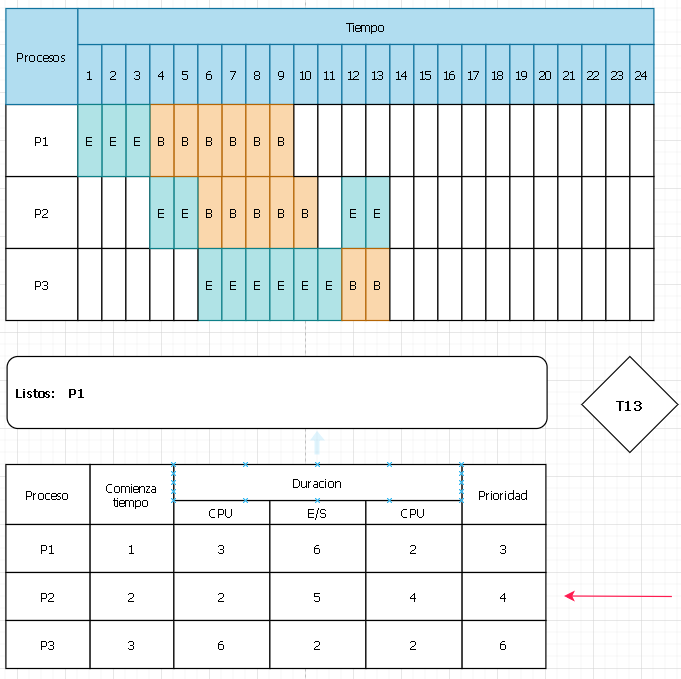 Tiempo
Procesos
1 2 3 4 5 6 7 8 9 10 11 12 13 14 15 16 17 18 19 20 21 22 23 24
P1 E E E B B B B B B
P2 E E B B B B B E E
P3 E E E E E E B B
Listos: P1
T13
Proceso Comienza tiempo Duracion Prioridad
CPU E/S CPU
P1 1 3 6 2 3
P2 2 2 5 4 4
P3 3 6 2 2 6